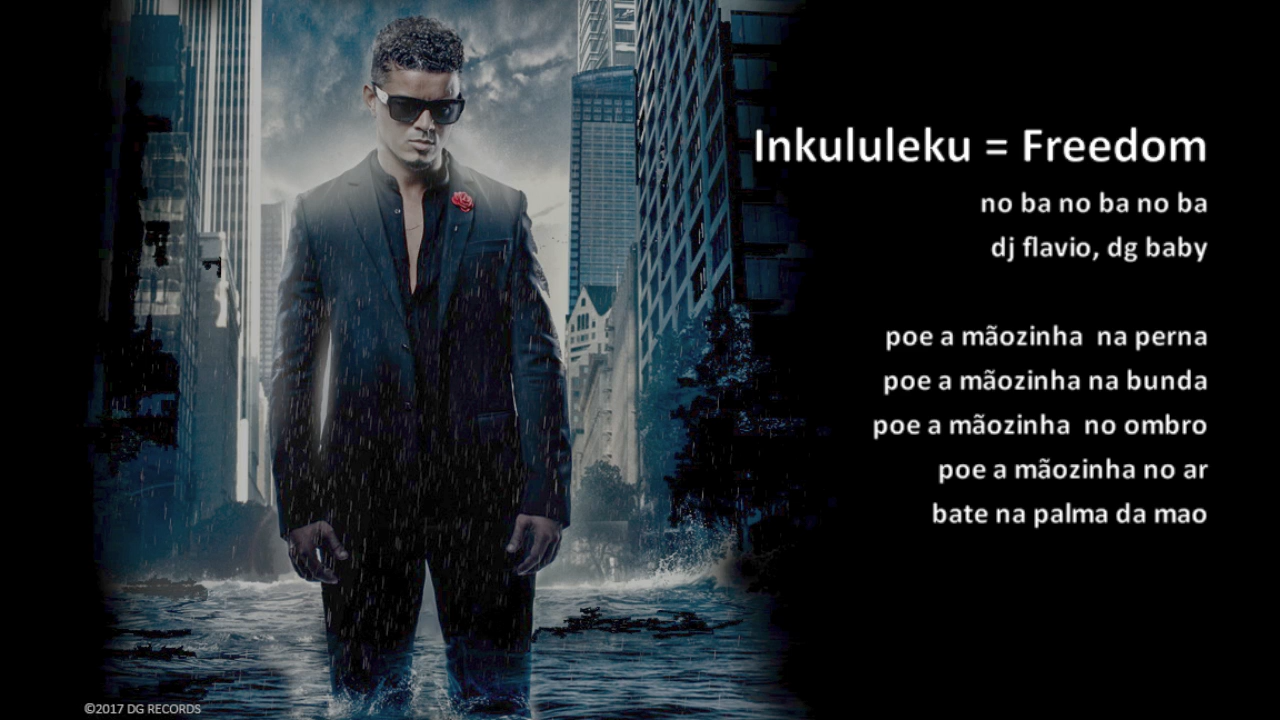 Inkululeku = Freedom
no ba no ba no ba
dj flavio, dg baby
poe a mãozinha  na perna
poe a mãozinha na bunda
poe a mãozinha  no ombro
poe a mãozinha no ar
bate na palma da mao
©2017 DG RECORDS